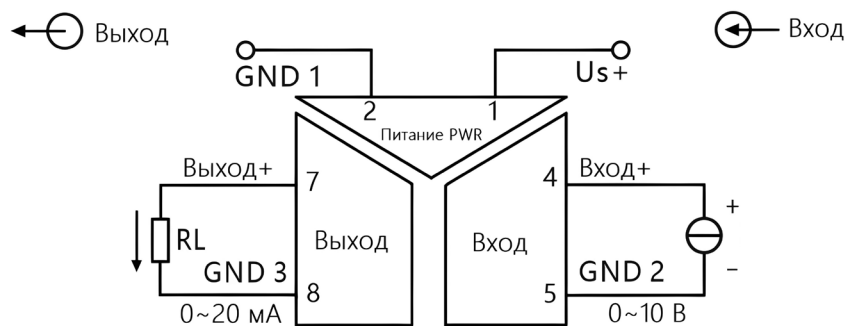 Выход
Вход
GND 1
Us+
2
1
Питание PWR
Выход+
7
4
Вход+
+
RL
Выход
Вход
GND 3
GND 2
8
5
−
0~20 мА
0~10 В